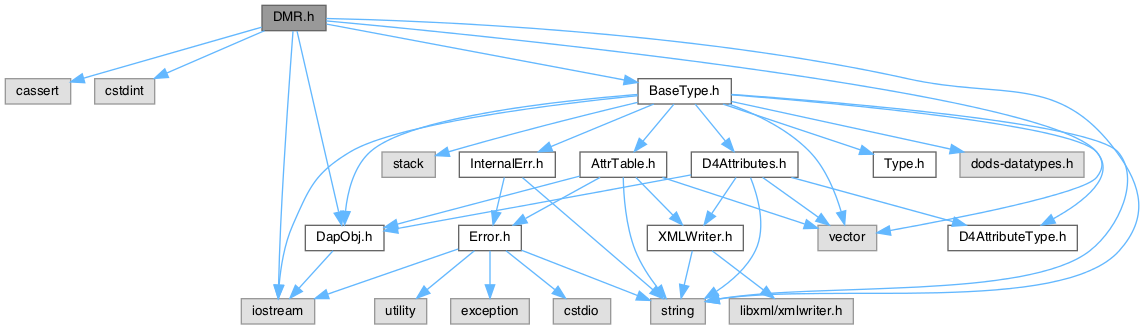 DMR.h
cassert
cstdint
BaseType.h
stack
InternalErr.h
AttrTable.h
D4Attributes.h
Type.h
dods-datatypes.h
DapObj.h
Error.h
XMLWriter.h
vector
D4AttributeType.h
iostream
utility
exception
cstdio
string
libxml/xmlwriter.h